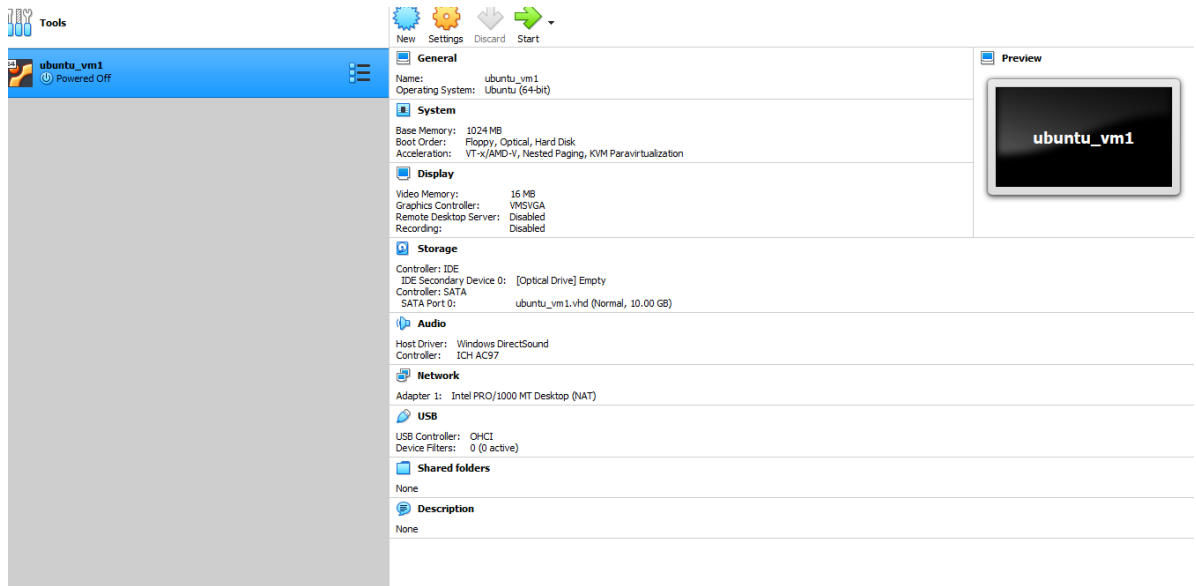 Tools
ubuntu_vm1
Powered Off
New Settings Discard Start
General
Name: ubuntu_vm1
Operating System: Ubuntu (64-bit)
System
Base Memory: 1024 MB
Boot Order: Floppy, Optical, Hard Disk
Acceleration: VT-x/AMD-V, Nested Paging, KVM Paravirtualization
Display
Video Memory: 16 MB
Graphics Controller: VMSVGA
Remote Desktop Server: Disabled
Recording: Disabled
Storage
Controller: IDE
IDE Secondary Device 0: [Optical Drive] Empty
Controller: SATA
SATA Port 0: ubuntu_vm1.vhd (Normal, 10.00 GB)
Audio
Host Driver: Windows DirectSound
Controller: ICH AC97
Network
Adapter 1: Intel PRO/1000 MT Desktop (NAT)
USB
USB Controller: OHCI
Device Filters: 0 (0 active)
Shared folders
None
Description
None
Preview
ubuntu_vm1